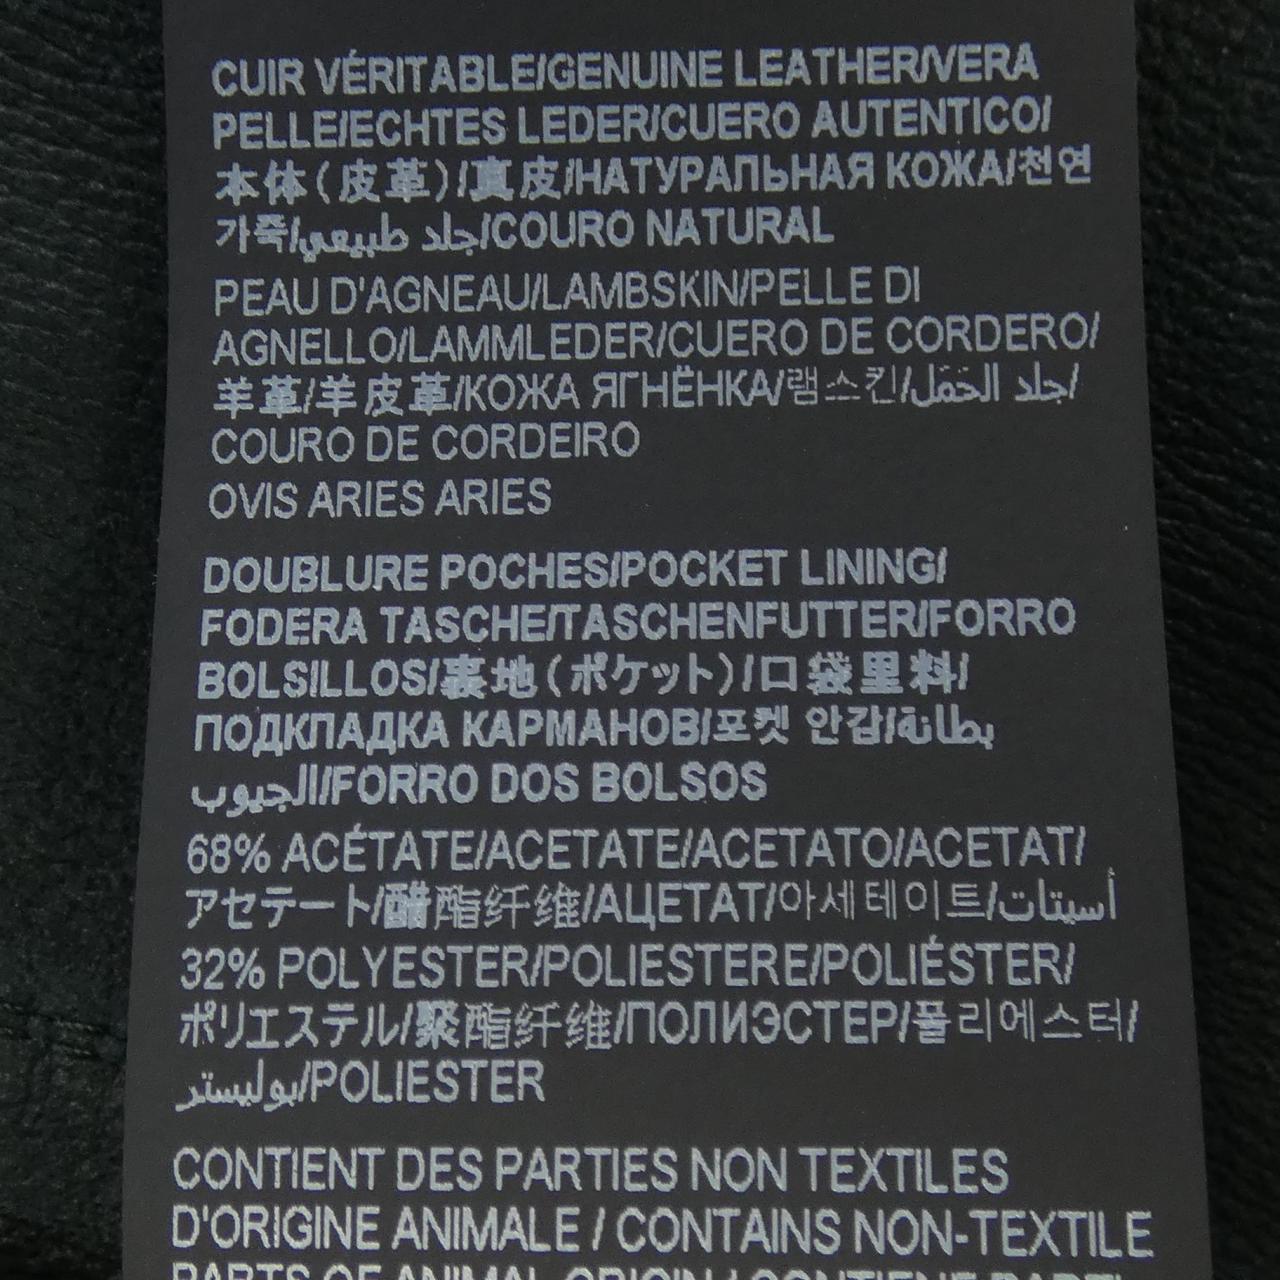 CUIR VÉRITABLE/GENUINE LEATHER/VERA
PELLE/ECHTES LEDER/CUERO AUTENTICO/
本体(皮革)/真皮/НАТУРАЛЬНАЯ КОЖА/천연
가죽/جلد طبيعي/COURO NATURAL
PEAU D'AGNEAU/LAMBSKIN/PELLE DI
AGNELLO/LAMMLEDER/CUERO DE CORDERO/
羊革/羊皮革/КОЖА ЯГНЁНКА/램스킨/جلد الحَمَل/
COURO DE CORDEIRO
OVIS ARIES ARIES
DOUBLURE POCHES/POCKET LINING/
FODERA TASCHE/TASCHENFUTTER/FORRO
BOLSILLOS/裏地(ポケット)/口袋里料/
ПОДКПАДКА КАРМАНОВ/포켓 안감/بطانة
الجيوب/FORRO DOS BOLSOS
68% ACÉTATE/ACETATE/ACETATO/ACETAT/
アセテート/醋酯纤维/АЦЕТАТ/아세테이트/أسيتات/
32% POLYESTER/POLIESTERE/POLIÉSTER/
ポリエステル/聚酯纤维/ПОЛИЭСТЕР/폴리에스터/
بوليستر/POLIESTER
CONTIENT DES PARTIES NON TEXTILES
D'ORIGINE ANIMALE / CONTAINS NON-TEXTILE
PARTS OF ANIMAL ORIGIN / CONTIENE